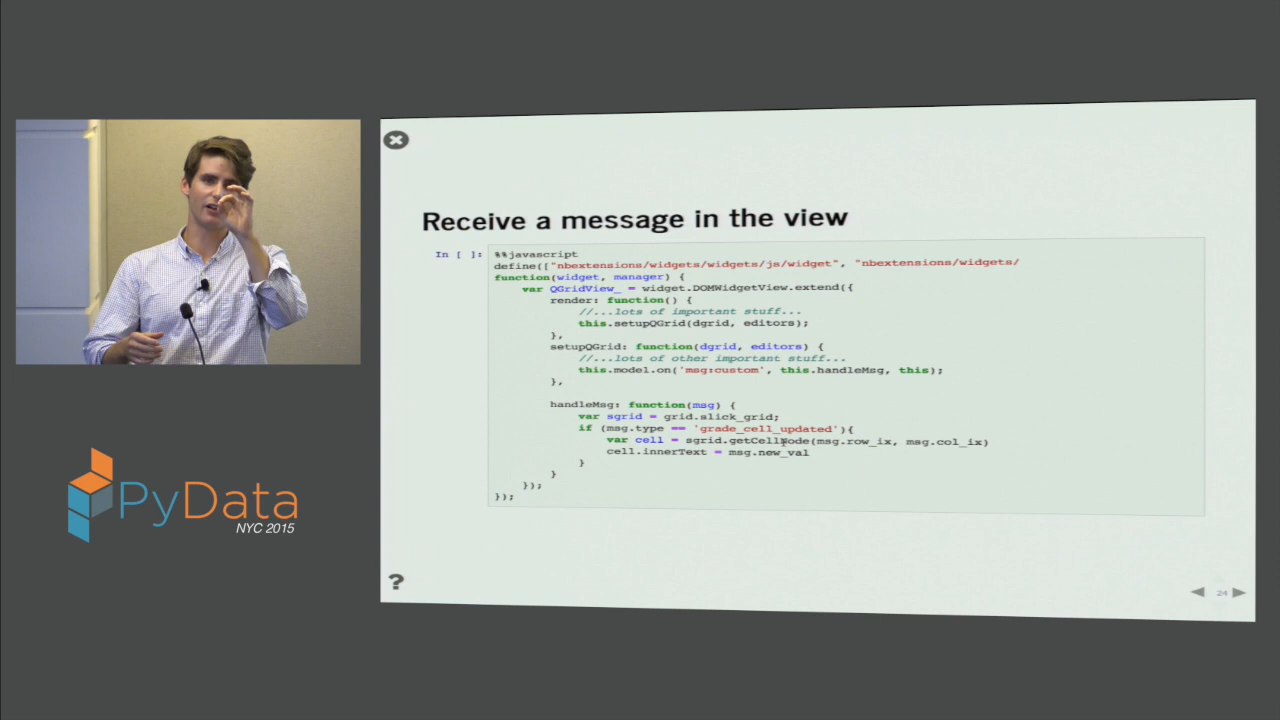 Receive a message in the view
In [ ]:
%%javascript
define(["nbextensions/widgets/widgets/js/widget", "nbextensions/widgets/
function(widget, manager) {
var QGridView_ = widget.DOMWidgetView.extend({
render: function() {
//...lots of important stuff...
this.setupQGrid(dgrid, editors);
},
setupQGrid: function(dgrid, editors) {
//...lots of other important stuff...
this.model.on('msg:custom', this.handleMsg, this);
},
handleMsg: function(msg) {
var sgrid = grid.slick_grid;
if (msg.type == 'grade_cell_updated'){
var cell = sgrid.getCellNode(msg.row_ix, msg.col_ix)
cell.innerText = msg.new_val
}
}
});
});
?
24
PyData
NYC 2015